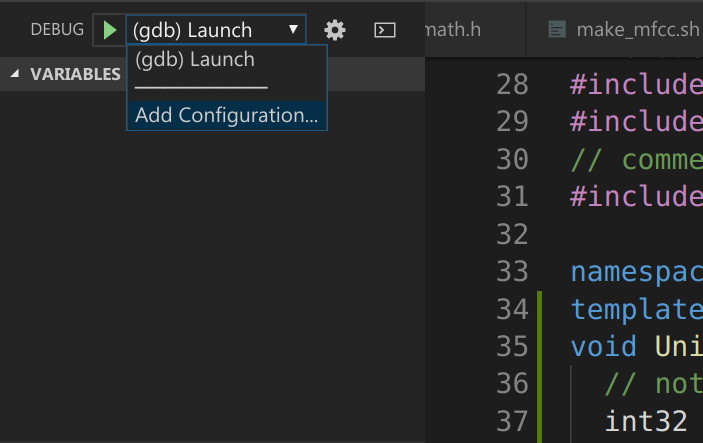 DEBUG (gdb) Launch
(gdb) Launch
Add Configuration...
VARIABLES
math.h make_mfcc.sh
28 #include
29 #include
30 // comme
31 #include
32
33 namespac
34 template
35 void Uni
36 // not
37 int32